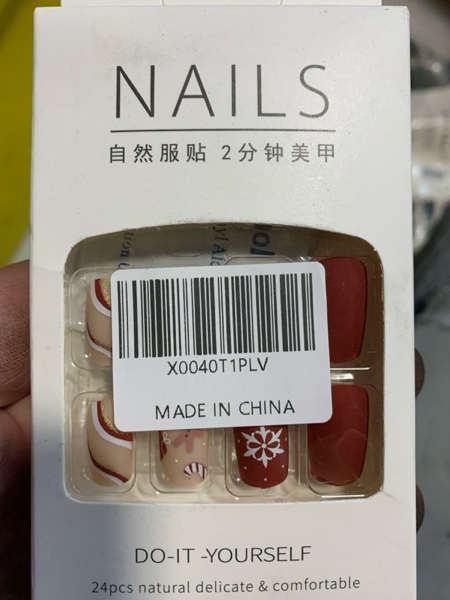 NAILS
自然服贴 2分钟美甲
X0040T1PLV
MADE IN CHINA
DO-IT -YOURSELF
24pcs natural delicate & comfortable